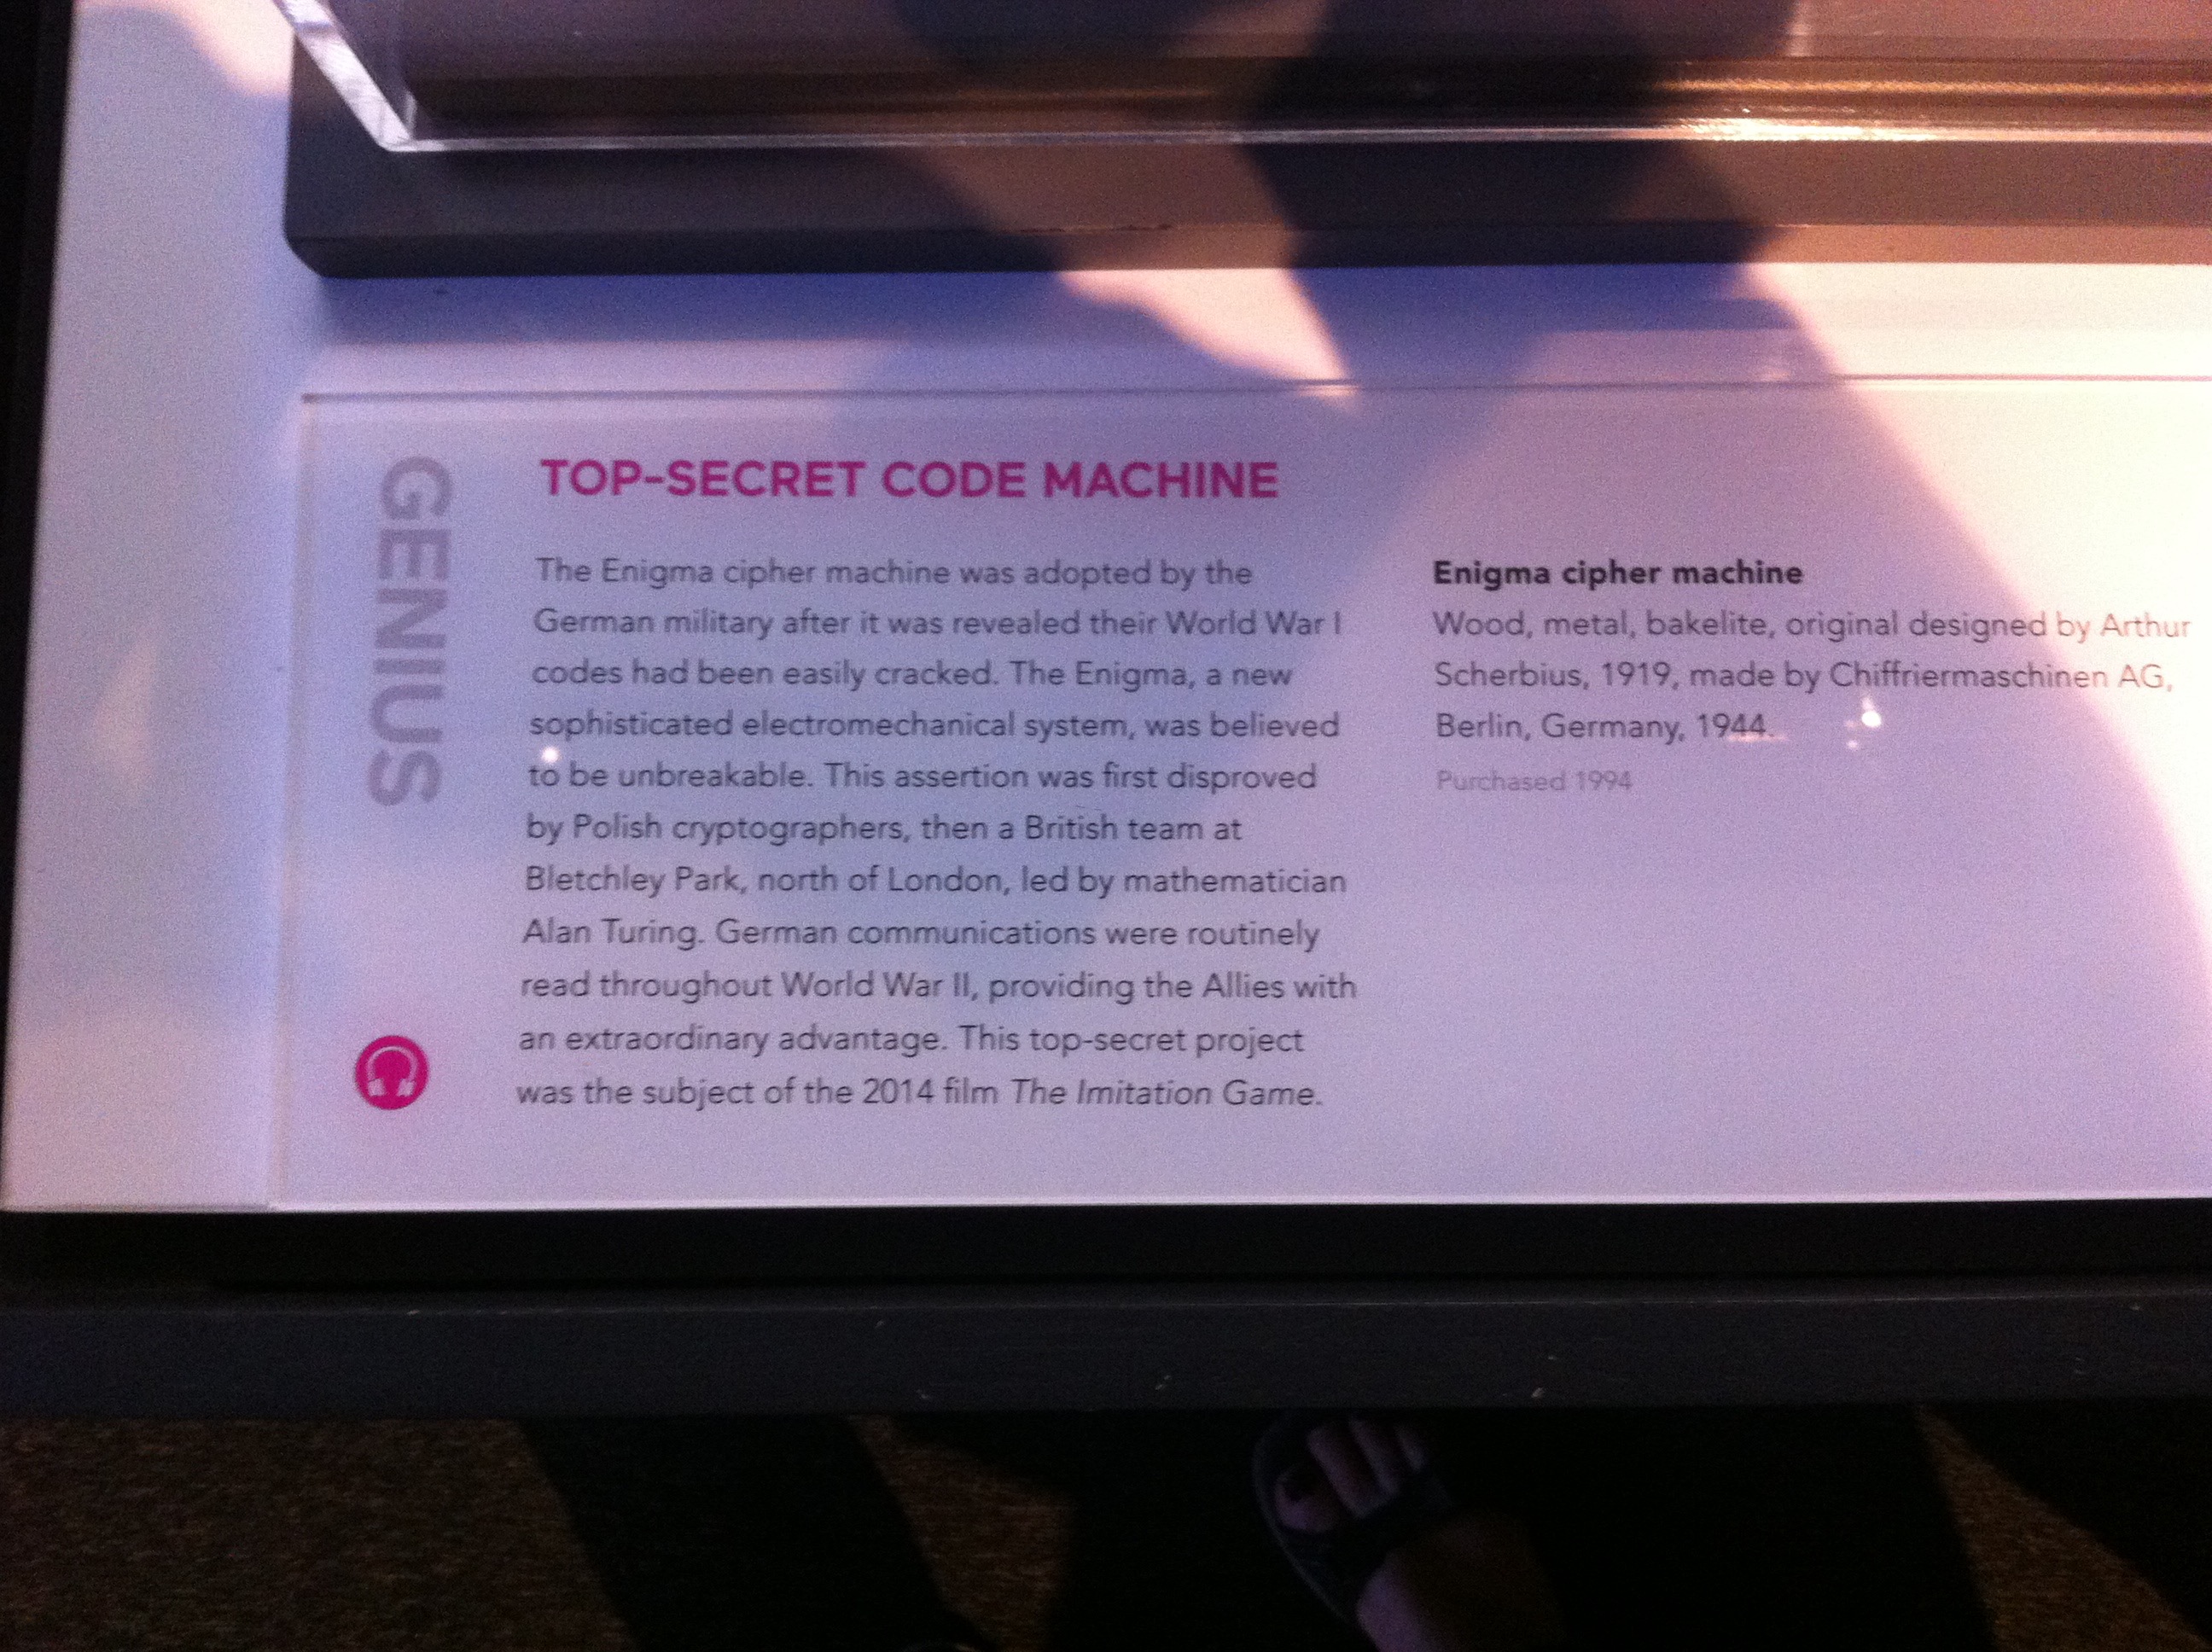 GENIUS
TOP-SECRET CODE MACHINE
The Enigma cipher machine was adopted by the
German military after it was revealed their World War I
codes had been easily cracked. The Enigma, a new
sophisticated electromechanical system, was believed
to be unbreakable. This assertion was first disproved
by Polish cryptographers, then a British team at
Bletchley Park, north of London, led by mathematician
Alan Turing. German communications were routinely
read throughout World War II, providing the Allies with
an extraordinary advantage. This top-secret project
was the subject of the 2014 film The Imitation Game.
Enigma cipher machine
Wood, metal, bakelite, original designed by Arthur
Scherbius, 1919, made by Chiffriermaschinen AG,
Berlin, Germany, 1944.
Purchased 1994